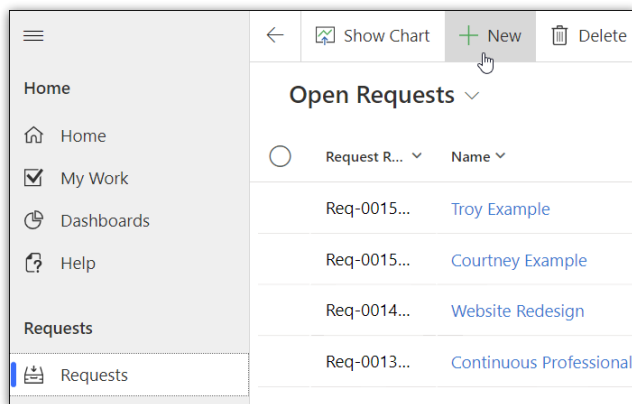 Show Chart
New
Delete
Home
Open Requests
Home
Request R...
Name
My Work
Req-0015...
Troy Example
Dashboards
Req-0015...
Courtney Example
Help
Req-0014...
Website Redesign
Requests
Req-0013...
Continuous Professional
Requests